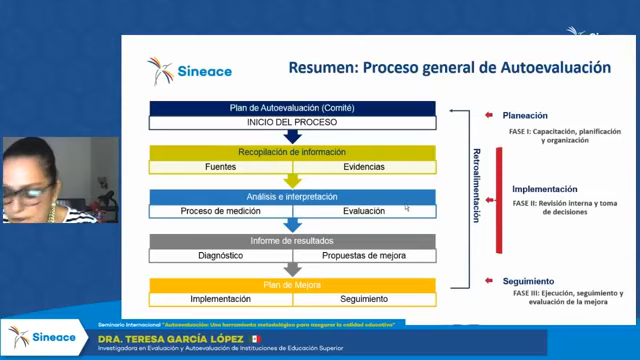 Sineace
Resumen: Proceso general de Autoevaluación
Plan de Autoevaluación (Comité)
INICIO DEL PROCESO
Recopilación de información
Fuentes
Evidencias
Análisis e interpretación
Proceso de medición
Evaluación
Informe de resultados
Diagnóstico
Propuestas de mejora
Plan de Mejora
Implementación
Seguimiento
Retroalimentación
Planeación
FASE I: Capacitación, planificación
y organización
Implementación
FASE II: Revisión interna y toma
de decisiones
Seguimiento
FASE III: Ejecución, seguimiento y
evaluación de la mejora
Sineace
Seminario Internacional "Autoevaluación: Una herramienta metodológica para asegurar la calidad educativa"
DRA. TERESA GARCÍA LÓPEZ
Investigadora en Evaluación y Autoevaluación de Instituciones de Educación Superior